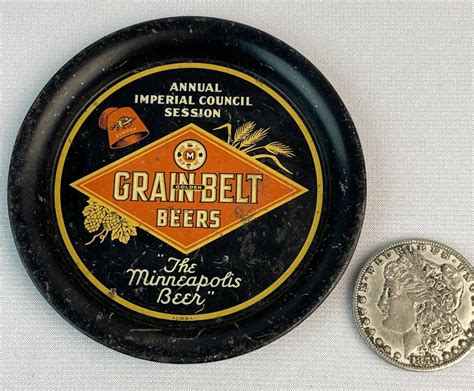 ANNUAL
IMPERIAL COUNCIL
SESSION
M
GRAIN BELT
GOLDEN
BEERS
"The
Minneapolis
Beer"